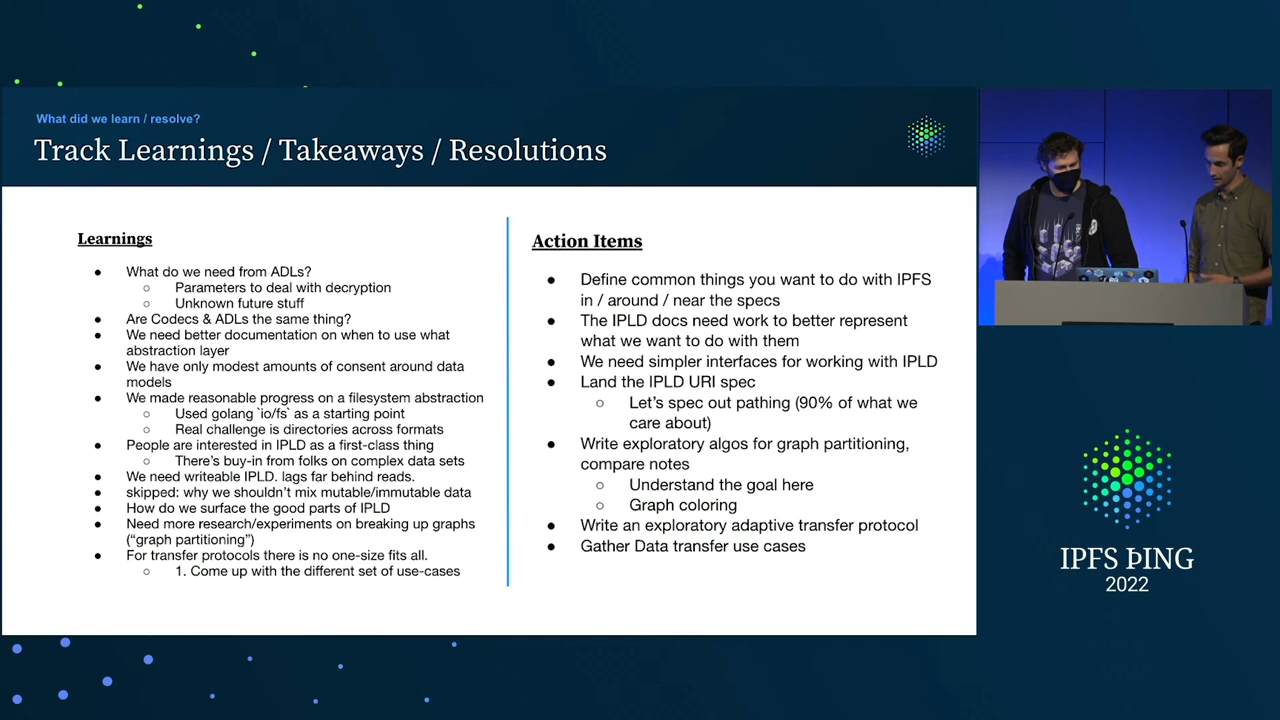 What did we learn / resolve?
Track Learnings / Takeaways / Resolutions
Learnings
● What do we need from ADLs?
○ Parameters to deal with decryption
○ Unknown future stuff
● Are Codecs & ADLs the same thing?
● We need better documentation on when to use what
abstraction layer
● We have only modest amounts of consent around data
models
● We made reasonable progress on a filesystem abstraction
○ Used golang `io/fs` as a starting point
○ Real challenge is directories across formats
● People are interested in IPLD as a first-class thing
○ There's buy-in from folks on complex data sets
● We need writeable IPLD. lags far behind reads.
● skipped: why we shouldn't mix mutable/immutable data
● How do we surface the good parts of IPLD
● Need more research/experiments on breaking up graphs
("graph partitioning")
● For transfer protocols there is no one-size fits all.
○ 1. Come up with the different set of use-cases
Action Items
● Define common things you want to do with IPFS
in / around / near the specs
● The IPLD docs need work to better represent
what we want to do with them
● We need simpler interfaces for working with IPLD
● Land the IPLD URI spec
○ Let's spec out pathing (90% of what we
care about)
● Write exploratory algos for graph partitioning,
compare notes
○ Understand the goal here
○ Graph coloring
● Write an exploratory adaptive transfer protocol
● Gather Data transfer use cases
IPFS ÞING
2022